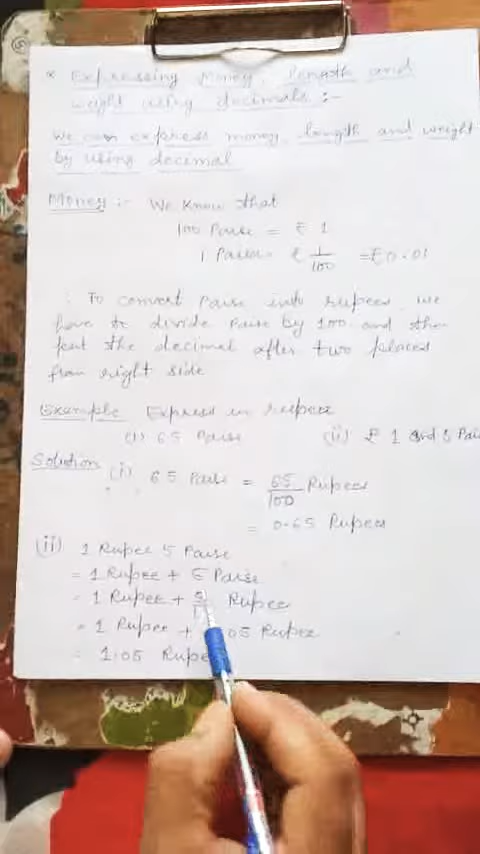 * Expressing Money, length and
weight using decimals :-
We can express money, length and weight
by using decimal
Money :- We know that
100 Paise = ₹ 1
1 Paise = ₹ 1/100 = ₹ 0.01
To convert Paise into rupees we
have to divide Paise by 100 and then
put the decimal after two places
from right side
Example Express in rupees
(i) 65 Paise (ii) ₹ 1 and 5 Pai
Solution (i) 65 Paise = 65/100 Rupees
= 0.65 Rupees
(ii) 1 Rupee 5 Paise
= 1 Rupee + 5 Paise
= 1 Rupee + 5/1 Rupee
= 1 Rupee + .05 Rupee
= 1.05 Rupe